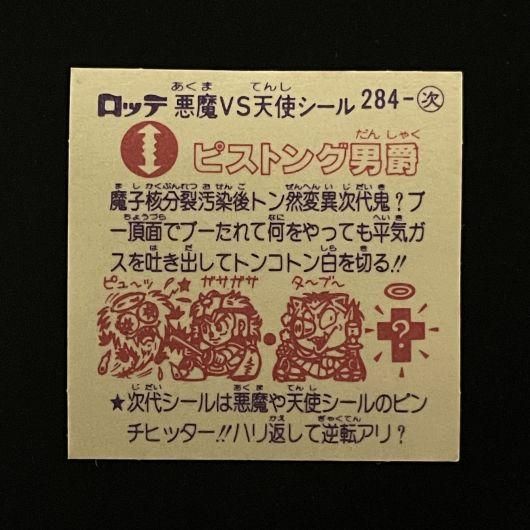 ロッテ 悪魔VS天使シール 284-次
あくま てんし
ピストング男爵
だんしゃく
魔子核分裂汚染後トン然変異次代鬼？ブ
ましかくぶんれつおせんご ぜんへんいじだいき
ー頂面でブーたれて何をやっても平気ガ
ちょうづら なに へいき
スを吐き出してトンコトン白を切る!!
は だ しら き
ピュ〜ッ ★ ガサガサ タ〜ブ〜
?
★次代シールは悪魔や天使シールのピン
じだい あくま てんし
チヒッター!!ハリ返して逆転アリ？
かえ ぎゃくてん